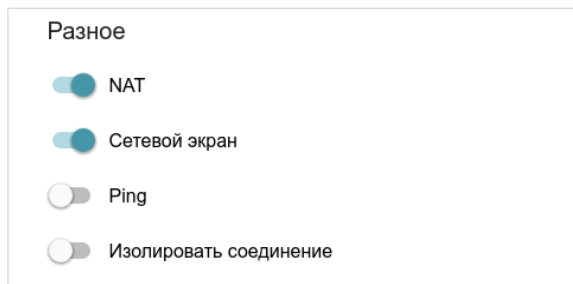 Разное
NAT
Сетевой экран
Ping
Изолировать соединение